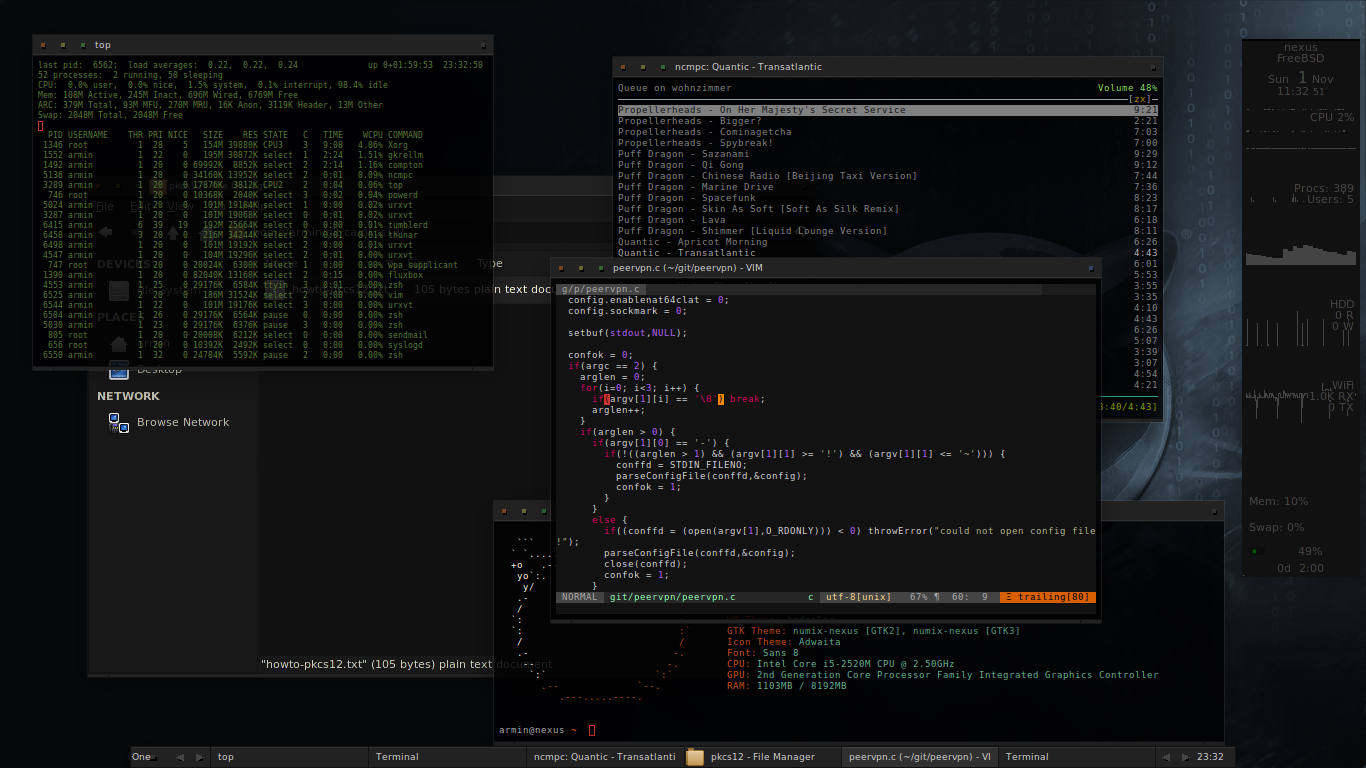 top
last pid:  6562;  load averages:  0.22,  0.22,  0.24    up 0+01:59:53  23:32:50
52 processes:  2 running, 50 sleeping
CPU:  0.0% user,  0.0% nice,  1.5% system,  0.1% interrupt, 98.4% idle
Mem: 108M Active, 245M Inact, 696M Wired, 6769M Free
ARC: 379M Total, 93M MFU, 270M MRU, 16K Anon, 3119K Header, 13M Other
Swap: 2048M Total, 2048M Free
PID USERNAME THR PRI NICE SIZE RES STATE C TIME WCPU COMMAND
1346 root 1 28 5 154M 39880K CPU3 3 9:08 4.06% Xorg
1552 armin 1 22 0 195M 30872K select 1 2:24 1.51% gkrellm
1492 armin 1 20 0 69992K 8852K select 2 2:14 1.16% compton
5136 armin 1 20 0 34160K 13952K select 2 0:01 0.09% ncmpc
3289 armin 1 20 0 17876K 3812K CPU2 2 0:04 0.06% top
746 root 1 20 0 10368K 2040K select 3 0:02 0.04% powerd
5024 armin 1 20 0 101M 19184K select 1 0:00 0.02% urxvt
3287 armin 1 20 0 101M 19068K select 0 0:01 0.02% urxvt
6415 armin 6 39 19 192M 25664K select 0 0:00 0.01% tumblerd
6458 armin 3 20 0 216M 34244K select 2 0:01 0.01% thunar
6498 armin 1 20 0 101M 19192K select 2 0:00 0.01% urxvt
5447 armin 1 20 0 104M 19296K select 2 0:01 0.00% urxvt
747 root 1 20 0 20024K 6300K select 1 0:00 0.00% wpa_supplicant
1390 armin 1 20 0 82040K 13168K select 2 0:15 0.00% fluxbox
4553 armin 1 25 0 29176K 6584K ttyin 3 0:01 0.00% zsh
6525 armin 2 20 0 186M 31524K select 2 0:00 0.00% vim
6544 armin 1 22 0 101M 19176K select 3 0:00 0.00% urxvt
6504 armin 1 26 0 29176K 6564K pause 0 0:00 0.00% zsh
5030 armin 1 23 0 29176K 6376K pause 3 0:00 0.00% zsh
805 root 1 20 0 20008K 6212K select 0 0:00 0.00% sendmail
656 root 1 20 0 10392K 2492K select 0 0:00 0.00% syslogd
6550 armin 1 32 0 24784K 5592K pause 2 0:00 0.00% zsh
File Edit View
DEVICES
Type
105 bytes plain text doc
PLACES
Desktop
NETWORK
Browse Network
"howto-pkcs12.txt" (105 bytes) plain text document
ncmpc: Quantic - Transatlantic
Queue on wohnzimmer    Volume 48%
[zx]
Propellerheads - On Her Majesty's Secret Service 9:21
Propellerheads - Bigger? 2:21
Propellerheads - Cominagetcha 7:03
Propellerheads - Spybreak! 7:00
Puff Dragon - Sazanami 9:29
Puff Dragon - Qi Gong 9:12
Puff Dragon - Chinese Radio [Beijing Taxi Version] 7:44
Puff Dragon - Marine Drive 7:36
Puff Dragon - Spacefunk 8:23
Puff Dragon - Skin As Soft [Soft As Silk Remix] 8:17
Puff Dragon - Lava 6:18
Puff Dragon - Shimmer [Liquid Lounge Version] 8:11
Quantic - Apricot Morning 6:26
Quantic - Transatlantic 4:43
6:01
5:53
3:55
3:35
4:10
4:43
6:26
5:07
3:39
3:07
4:54
4:21
3:40/4:43]
peervpn.c (~/git/peervpn) - VIM
g/p/peervpn.c
config.enablenat64clat = 0;
config.sockmark = 0;
setbuf(stdout,NULL);
confok = 0;
if(argc == 2) {
arglen = 0;
for(i=0; i<3; i++) {
if(argv[1][i] == '\0') break;
arglen++;
}
if(arglen > 0) {
if(argv[1][0] == '-') {
if(!((arglen > 1) && (argv[1][1] >= '!') && (argv[1][1] <= '~'))) {
conffd = STDIN_FILENO;
parseConfigFile(conffd,&config);
confok = 1;
}
}
else {
if((conffd = (open(argv[1],O_RDONLY))) < 0) throwError("could not open config file
!");
parseConfigFile(conffd,&config);
close(conffd);
confok = 1;
}
NORMAL git/peervpn/peervpn.c c utf-8[unix] 67% ¶ 60: 9 Ξ trailing[80]
GTK Theme: numix-nexus [GTK2], numix-nexus [GTK3]
Icon Theme: Adwaita
Font: Sans 8
CPU: Intel Core i5-2520M CPU @ 2.50GHz
GPU: 2nd Generation Core Processor Family Integrated Graphics Controller
RAM: 1103MB / 8192MB
armin@nexus ~
nexus
FreeBSD
Sun 1 Nov
11:32 51
CPU 2%
Procs: 389
Users: 5
HDD
0 R
0 W
WiFi
1.0K RX
0 TX
Mem: 10%
Swap: 0%
49%
0d 2:00
One
top
Terminal
ncmpc: Quantic - Transatlanti
pkcs12 - File Manager
peervpn.c (~/git/peervpn) - VI
Terminal
23:32